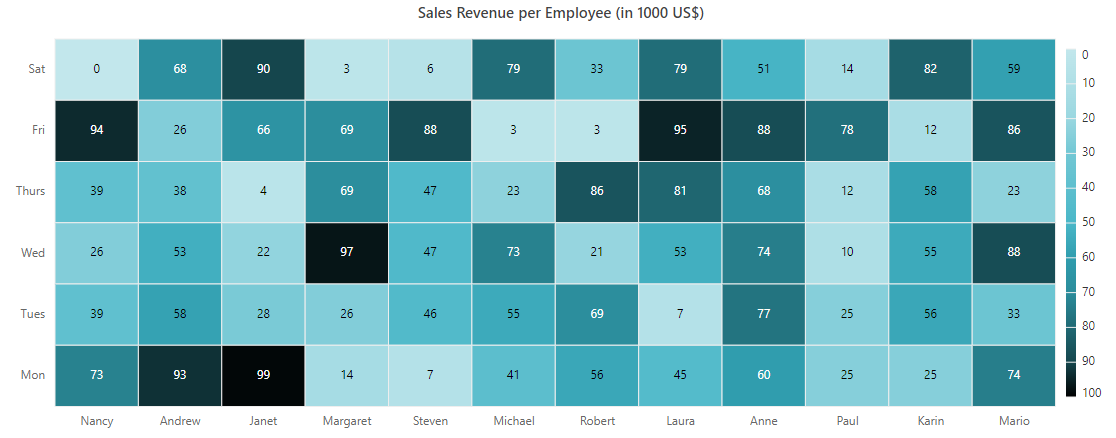 Sales Revenue per Employee (in 1000 US$)
Sat 0 68 90 3 6 79 33 79 51 14 82 59
Fri 94 26 66 69 88 3 3 95 88 78 12 86
Thurs 39 38 4 69 47 23 86 81 68 12 58 23
Wed 26 53 22 97 47 73 21 53 74 10 55 88
Tues 39 58 28 26 46 55 69 7 77 25 56 33
Mon 73 93 99 14 7 41 56 45 60 25 25 74
Nancy Andrew Janet Margaret Steven Michael Robert Laura Anne Paul Karin Mario
0
10
20
30
40
50
60
70
80
90
100